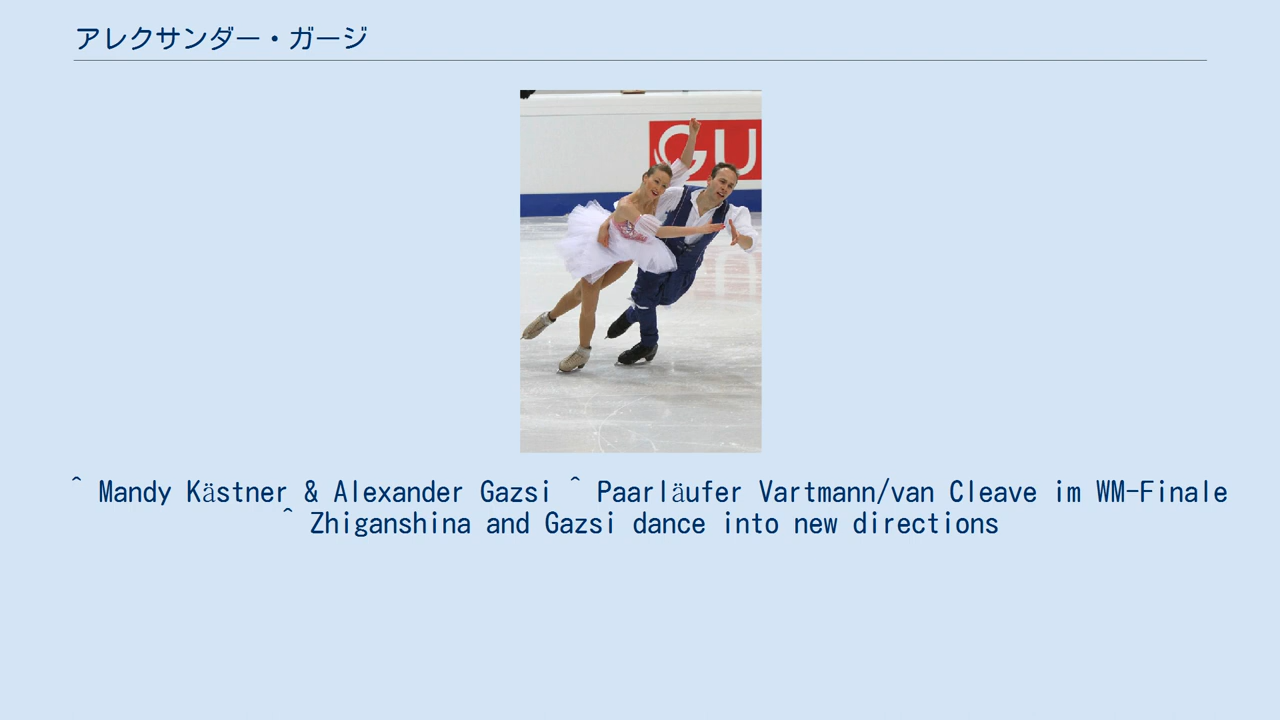 アレクサンダー・ガージ
GU
^ Mandy Kästner & Alexander Gazsi ^ Paarläufer Vartmann/van Cleave im WM-Finale
^ Zhiganshina and Gazsi dance into new directions